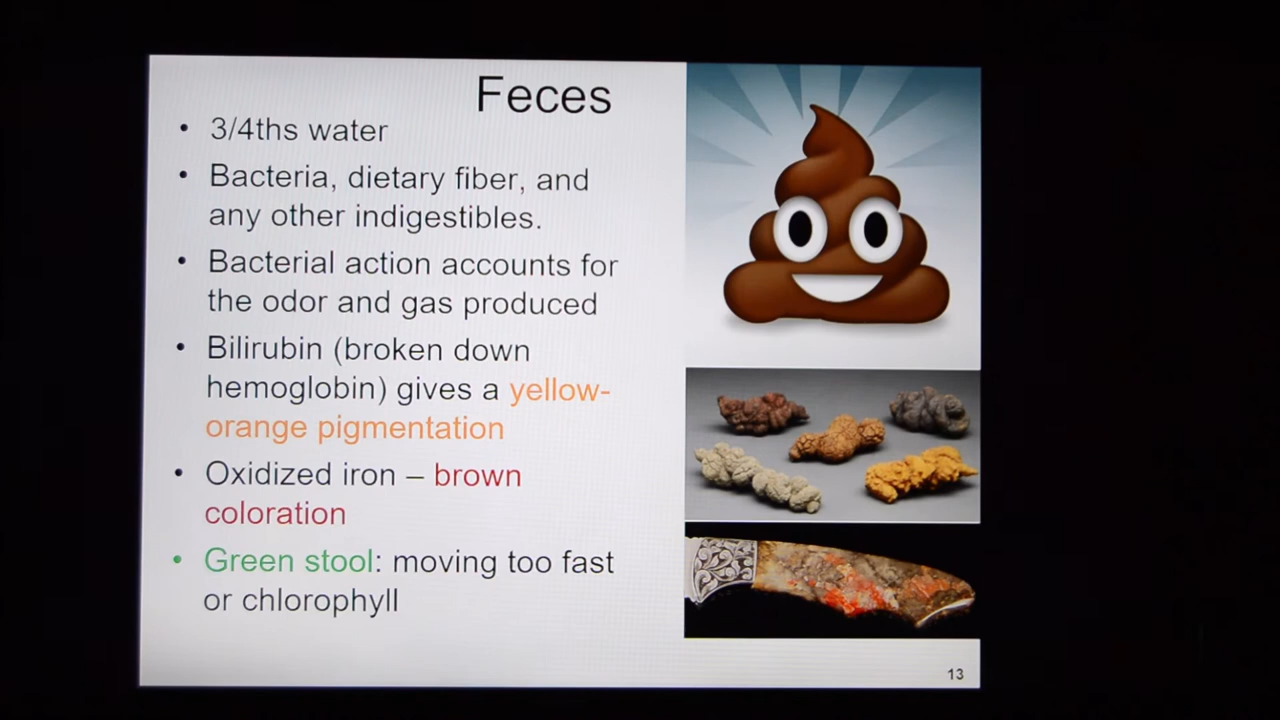 Feces
• 3/4ths water
• Bacteria, dietary fiber, and
any other indigestibles.
• Bacterial action accounts for
the odor and gas produced
• Bilirubin (broken down
hemoglobin) gives a yellow-
orange pigmentation
• Oxidized iron – brown
coloration
• Green stool: moving too fast
or chlorophyll
13